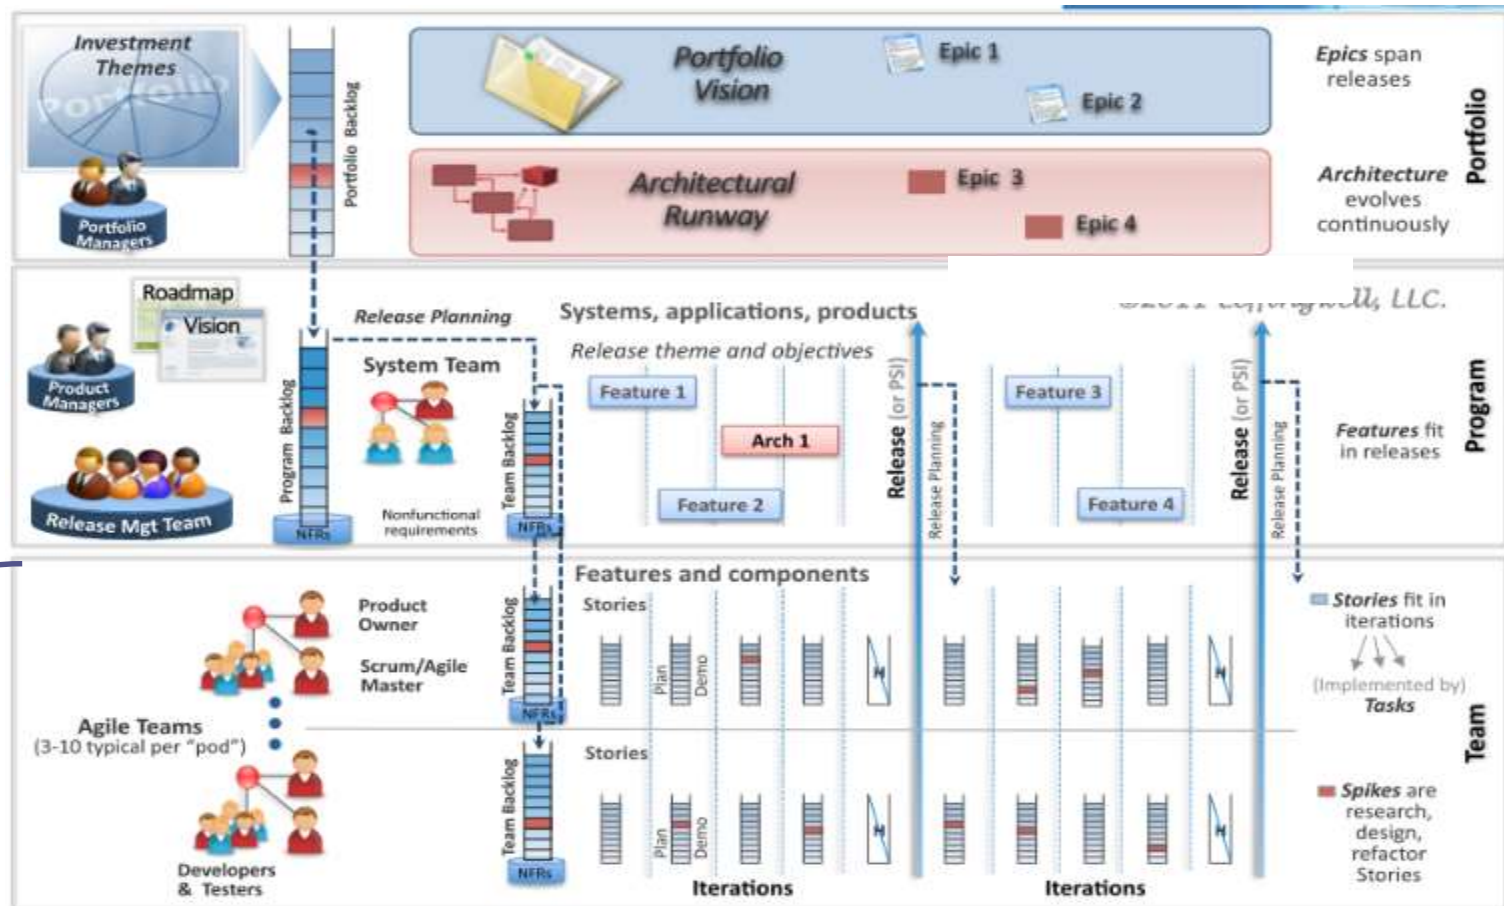 Investment
Themes
Portfolio
Portfolio
Managers
Portfolio Backlog
Portfolio
Vision
Epic 1
Epic 2
Epics span
releases
Architectural
Runway
Epic 3
Epic 4
Architecture
evolves
continuously
Portfolio
Roadmap
Vision
Product
Managers
Release Mgt Team
Program Backlog
NFRs
Release Planning
System Team
Nonfunctional
requirements
Team Backlog
NFRs
Systems, applications, products
Release theme and objectives
Feature 1
Arch 1
Feature 2
Release (or PSI)
Release Planning
LLC.
Feature 3
Feature 4
Release (or PSI)
Release Planning
Features fit
in releases
Program
Product
Owner
Scrum/Agile
Master
Agile Teams
(3-10 typical per “pod”)
Developers
& Testers
Team Backlog
NFRs
Team Backlog
NFRs
Features and components
Stories
Plan
Demo
H
H
Stories
Plan
Demo
H
H
Iterations
Iterations
Stories fit in
iterations
(Implemented by)
Tasks
Spikes are
research,
design,
refactor
Stories
Team